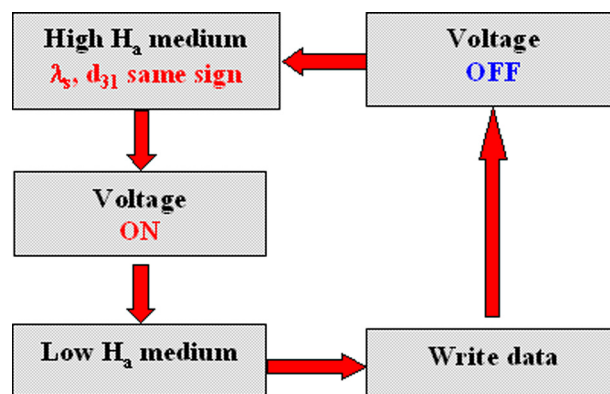 High Hₐ medium
λₛ, d₃₁ same sign
Voltage
ON
Low Hₐ medium
Write data
Voltage
OFF